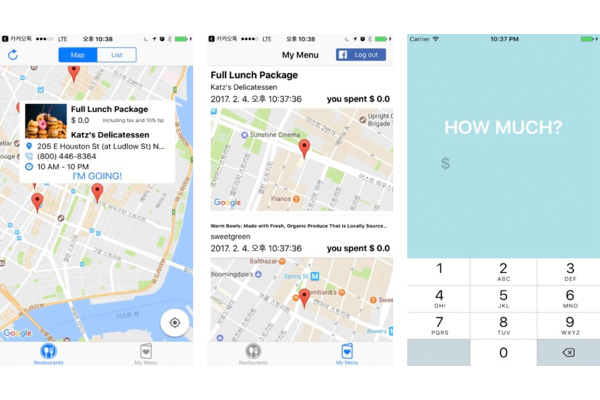 카카오톡 LTE 오후 10:38
Map List
Full Lunch Package
$ 0.0 Including tax and 10% tip
Katz's Delicatessen
205 E Houston St (at Ludlow St) N...
(800) 446-8364
10 AM - 10 PM
I'M GOING!
Google
Restaurants My Menu
카카오톡 LTE 오후 10:38
My Menu Log out
Full Lunch Package
Katz's Delicatessen
2017. 2. 4. 오후 10:37:36 you spent $ 0.0
Upright C
Brigade
Sunshine Cinema
Pianos
Google
Warm Bowls: Made with Fresh, Organic Produce That Is Locally Source...
sweetgreen
2017. 2. 4. 오후 10:37:36 you spent $ 0.0
Balthazar
Bloomingdale's
Spring St
Lombardi's
Bowery
Google
Restaurants My Menu
Carrier 10:37 PM
HOW MUCH?
$
1 2 3
ABC DEF
4 5 6
GHI JKL MNO
7 8 9
PQRS TUV WXYZ
0